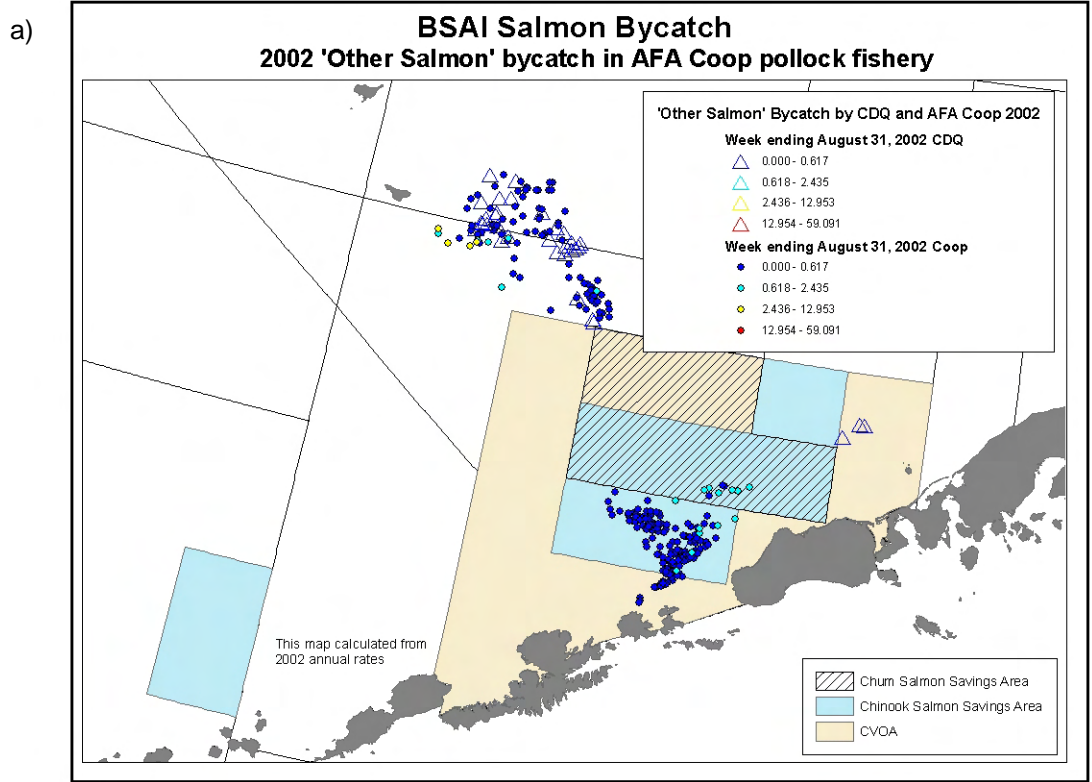 a)
BSAI Salmon Bycatch
2002 'Other Salmon' bycatch in AFA Coop pollock fishery
'Other Salmon' Bycatch by CDQ and AFA Coop 2002
Week ending August 31, 2002 CDQ
0.000 - 0.617
0.618 - 2.435
2.436 - 12.953
12.954 - 59.091
Week ending August 31, 2002 Coop
0.000 - 0.617
0.618 - 2.435
2.436 - 12.953
12.954 - 59.091
This map calculated from
2002 annual rates
Chum Salmon Savings Area
Chinook Salmon Savings Area
CVOA